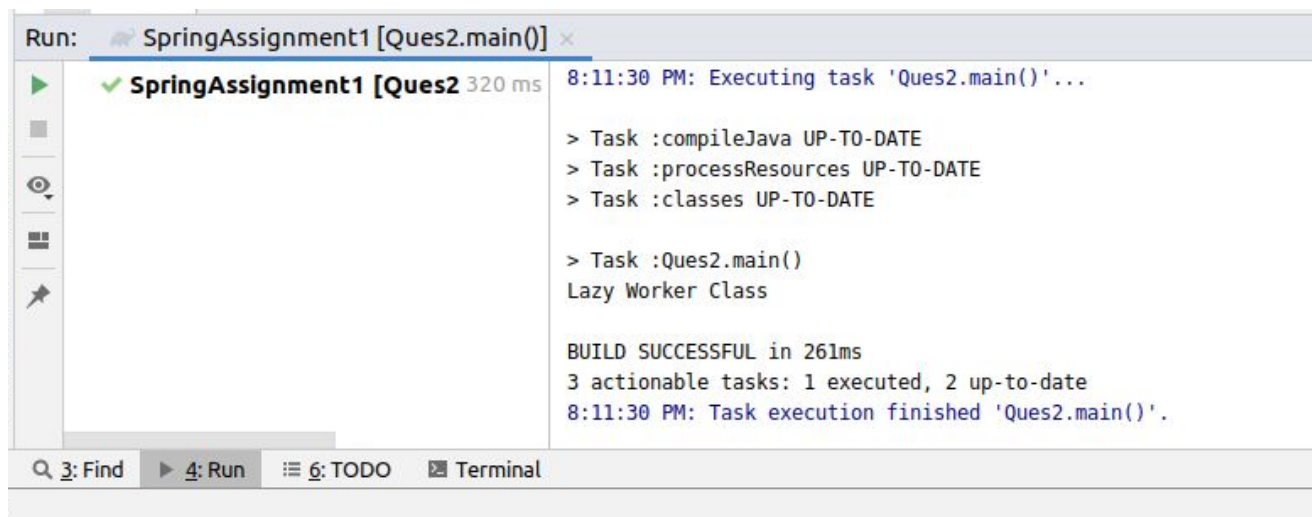 Run: SpringAssignment1 [Ques2.main()] ×
SpringAssignment1 [Ques2 320 ms
8:11:30 PM: Executing task 'Ques2.main()'...
> Task :compileJava UP-TO-DATE
> Task :processResources UP-TO-DATE
> Task :classes UP-TO-DATE
> Task :Ques2.main()
Lazy Worker Class
BUILD SUCCESSFUL in 261ms
3 actionable tasks: 1 executed, 2 up-to-date
8:11:30 PM: Task execution finished 'Ques2.main()'.
3: Find 4: Run 6: TODO Terminal